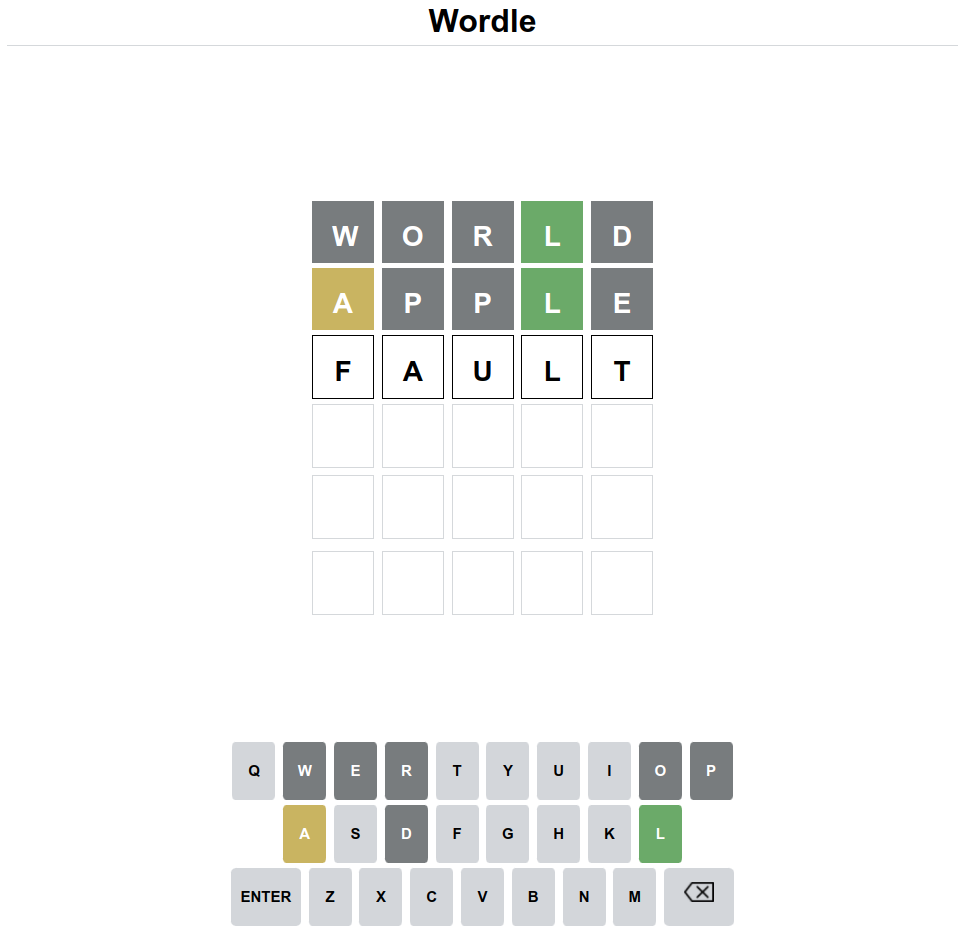 Wordle
W O R L D
A P P L E
F A U L T
Q W E R T Y U I O P
A S D F G H K L
ENTER Z X C V B N M